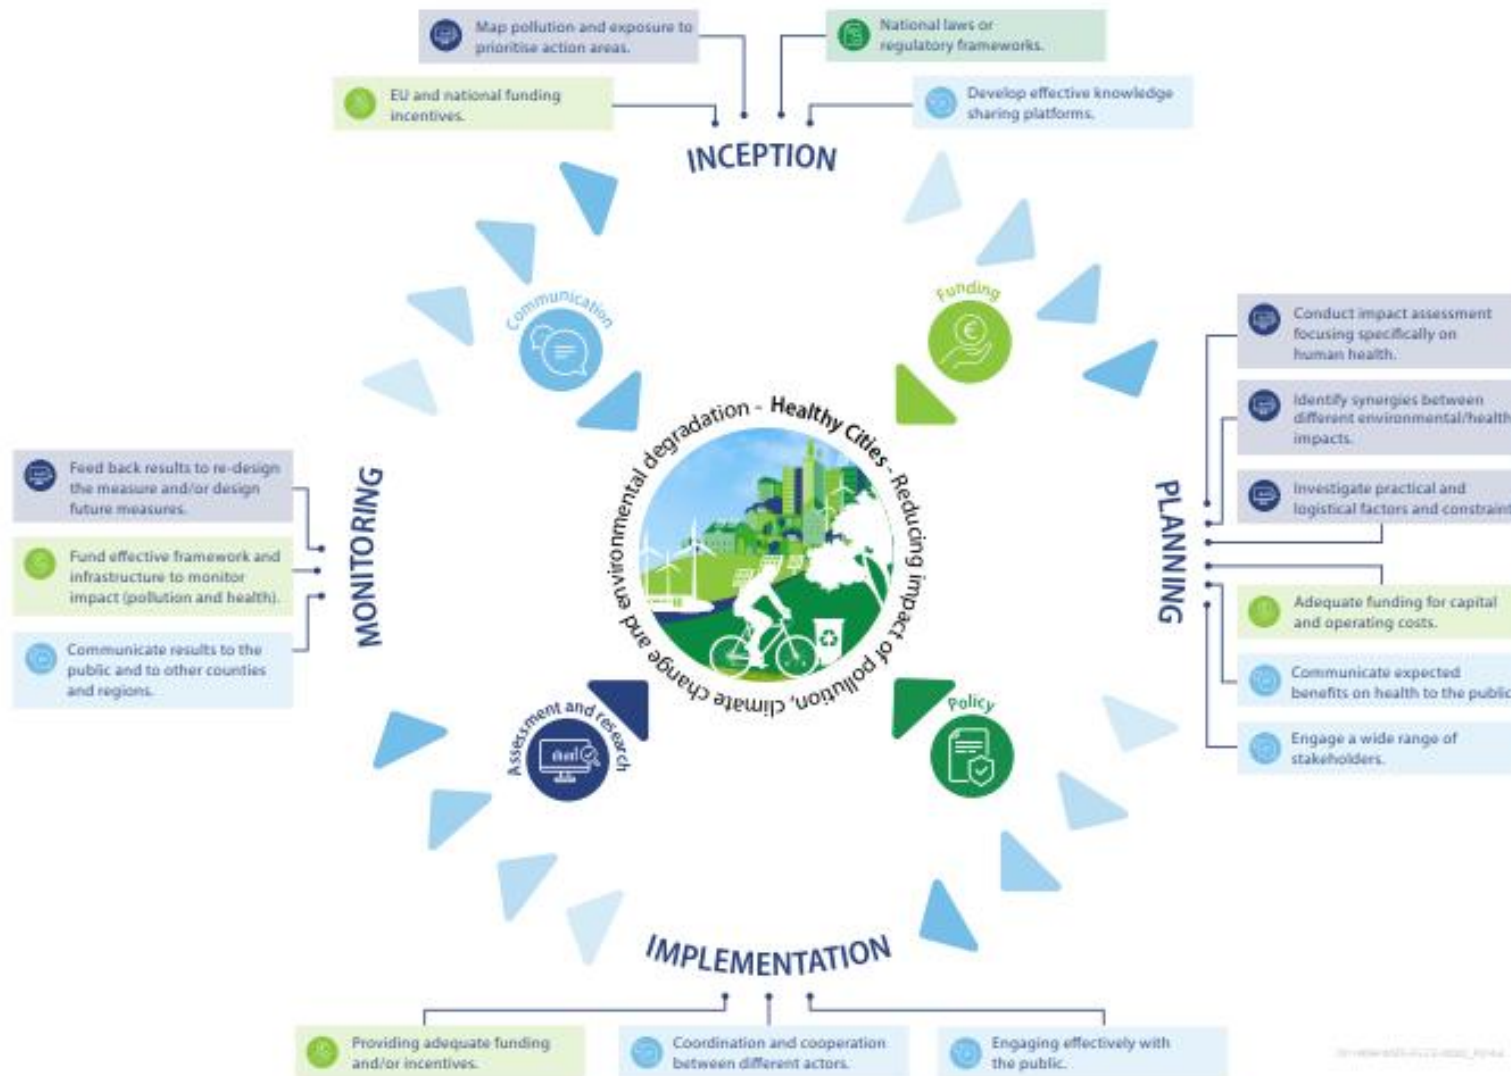 Map pollution and exposure to
prioritise action areas.
National laws or
regulatory frameworks.
EU and national funding
incentives.
Develop effective knowledge
sharing platforms.
INCEPTION
Communication
Funding
Conduct impact assessment
focusing specifically on
human health.
Identify synergies between
different environmental/health
impacts.
Investigate practical and
logistical factors and constraint
PLANNING
Adequate funding for capital
and operating costs.
Communicate expected
benefits on health to the public
Engage a wide range of
stakeholders.
Healthy Cities - Reducing impact of pollution, climate change and environmental degradation -
Feed back results to re-design
the measure and/or design
future measures.
MONITORING
Fund effective framework and
infrastructure to monitor
impact (pollution and health).
Communicate results to the
public and to other counties
and regions.
Assessment and research
Policy
IMPLEMENTATION
Providing adequate funding
and/or incentives.
Coordination and cooperation
between different actors.
Engaging effectively with
the public.